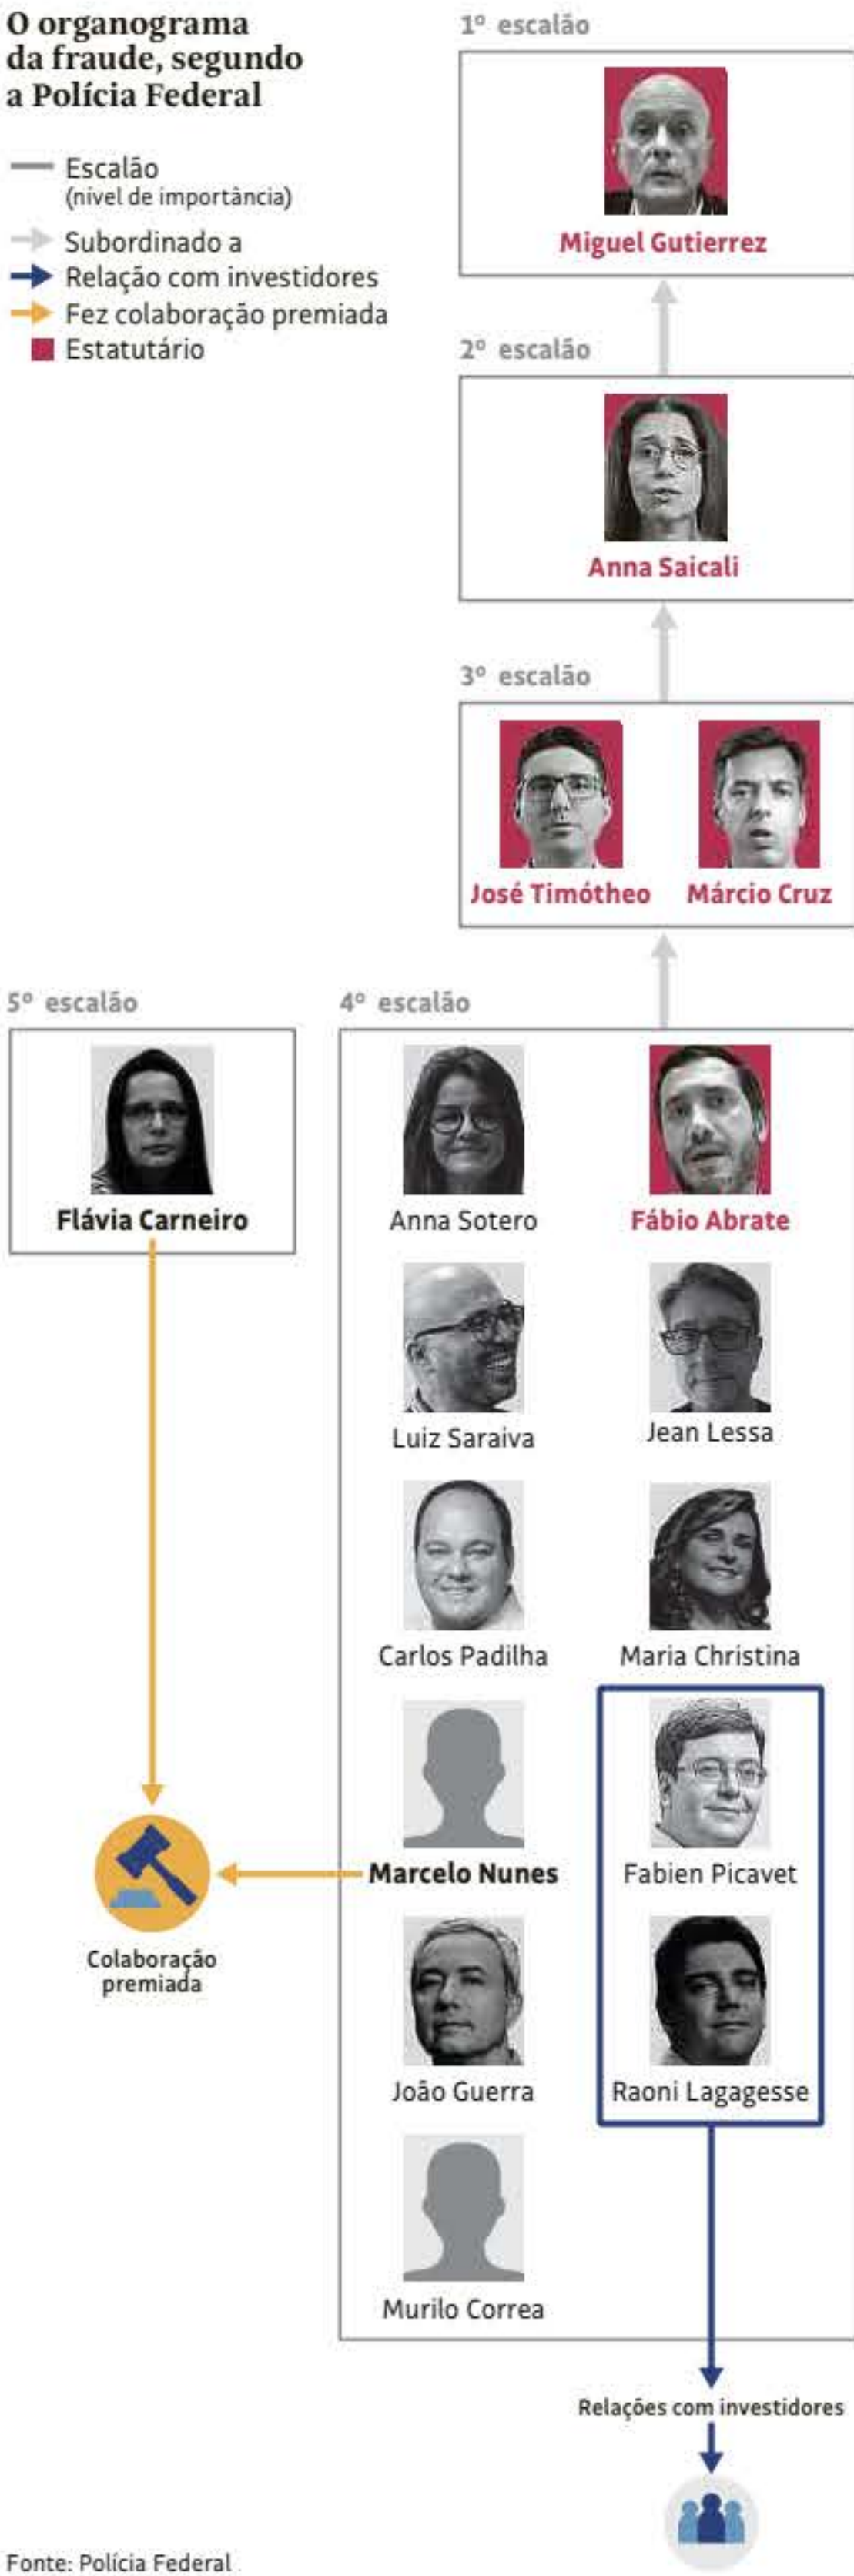 O organograma
da fraude, segundo
a Polícia Federal
Escalão
(nível de importância)
Subordinado a
Relação com investidores
Fez colaboração premiada
Estatutário
1º escalão
Miguel Gutierrez
2º escalão
Anna Saicali
3º escalão
José Timótheo
Márcio Cruz
5º escalão
Flávia Carneiro
4º escalão
Anna Sotero
Fábio Abrate
Luiz Saraiva
Jean Lessa
Carlos Padilha
Maria Christina
Marcelo Nunes
Fabien Picavet
Colaboração
premiada
João Guerra
Raoni Lagagesse
Murilo Correa
Relações com investidores
Fonte: Polícia Federal